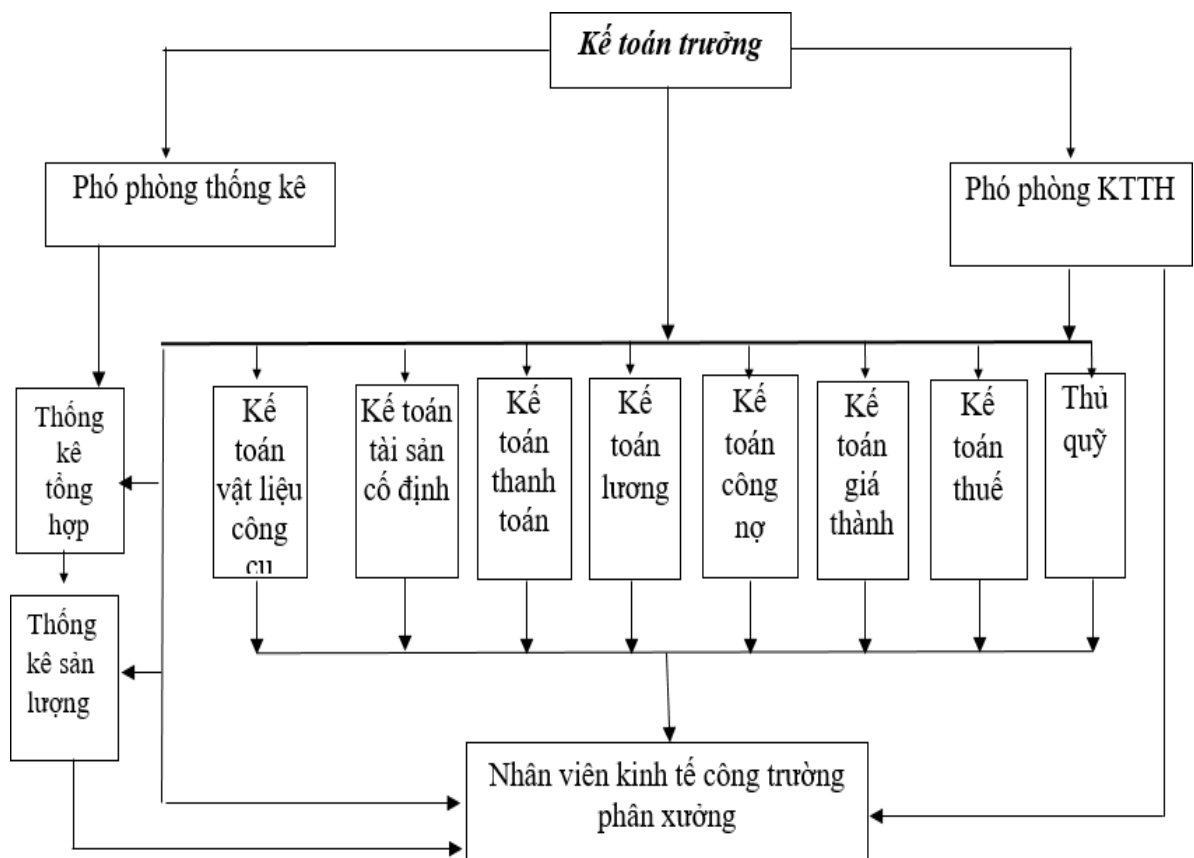 Kế toán trưởng
Phó phòng thống kê
Phó phòng KTTH
Thống
kê
tổng
hợp
Kế
toán
vật liệu
công
cụ
Kế toán
tài sản
cố định
Kế
toán
thanh
toán
Kế
toán
lương
Kế
toán
công
nợ
Kế
toán
giá
thành
Kế
toán
thuế
Thủ
quỹ
Thống
kê sản
lượng
Nhân viên kinh tế công trường
phân xưởng